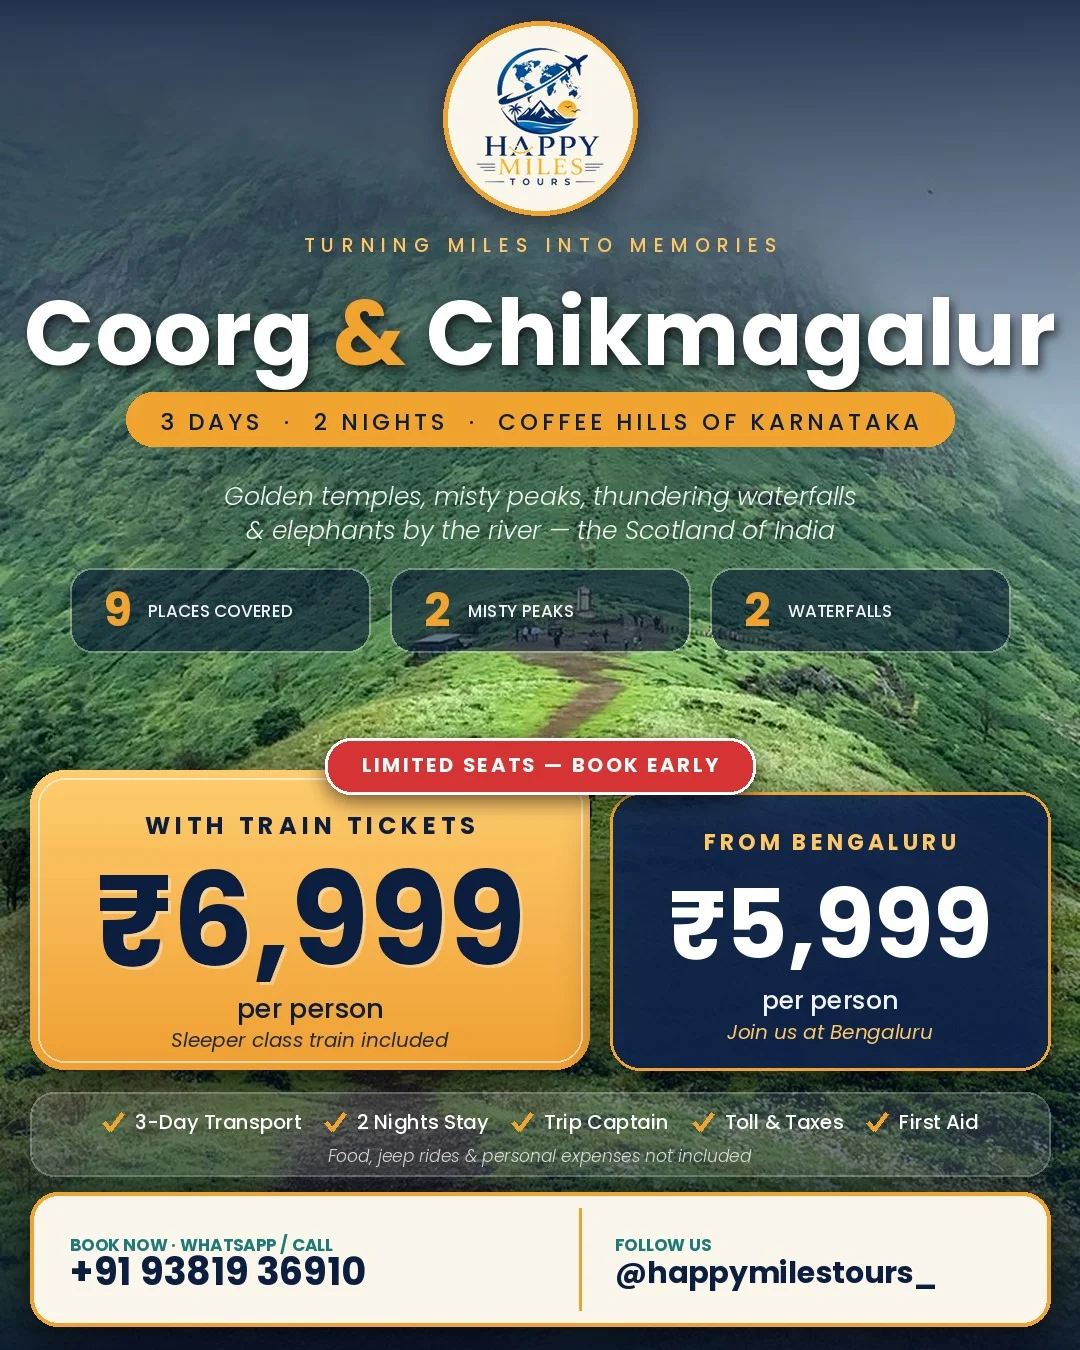 HAPPY
MILES
TOURS
TURNING MILES INTO MEMORIES
Coorg & Chikmagalur
3 DAYS · 2 NIGHTS · COFFEE HILLS OF KARNATAKA
Golden temples, misty peaks, thundering waterfalls
& elephants by the river — the Scotland of India
9 PLACES COVERED
2 MISTY PEAKS
2 WATERFALLS
LIMITED SEATS — BOOK EARLY
WITH TRAIN TICKETS
₹6,999
per person
Sleeper class train included
FROM BENGALURU
₹5,999
per person
Join us at Bengaluru
✓ 3-Day Transport ✓ 2 Nights Stay ✓ Trip Captain ✓ Toll & Taxes ✓ First Aid
Food, jeep rides & personal expenses not included
BOOK NOW · WHATSAPP / CALL
+91 93819 36910
FOLLOW US
@happymilestours_